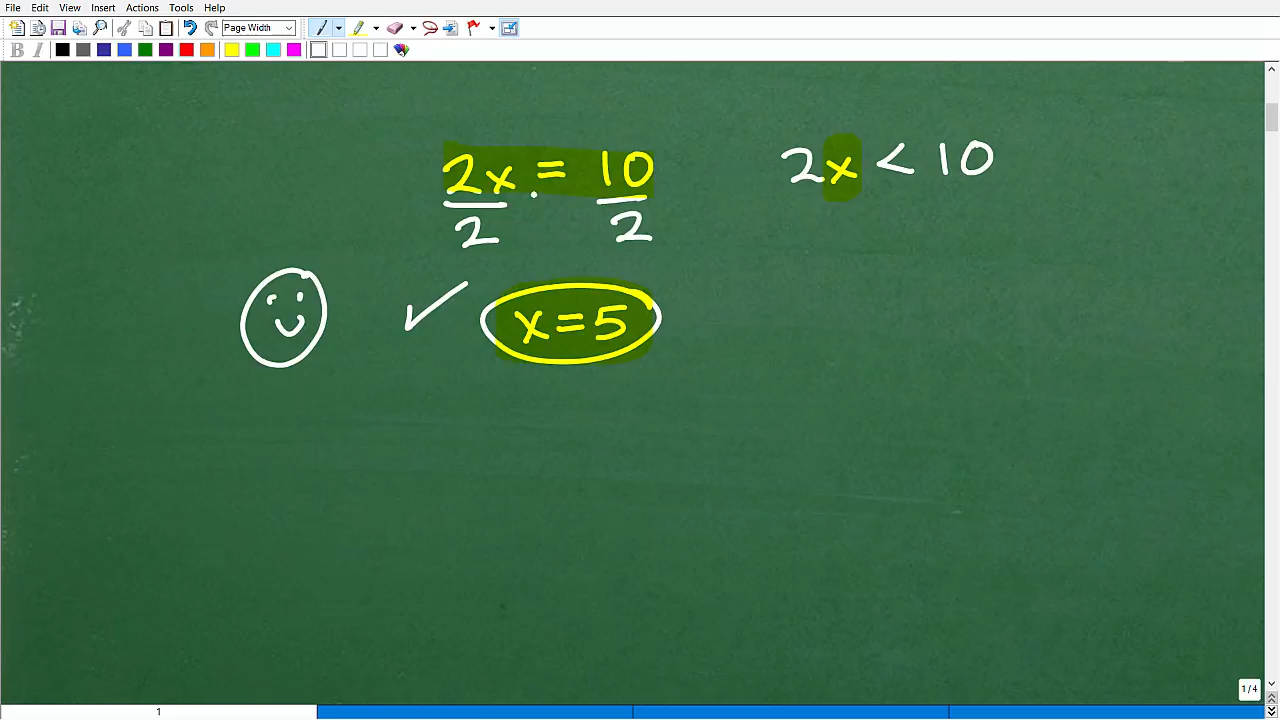 File Edit View Insert Actions Tools Help
Page Width
B I
2x = 10
2 2
x = 5
2x < 10
1/4
1